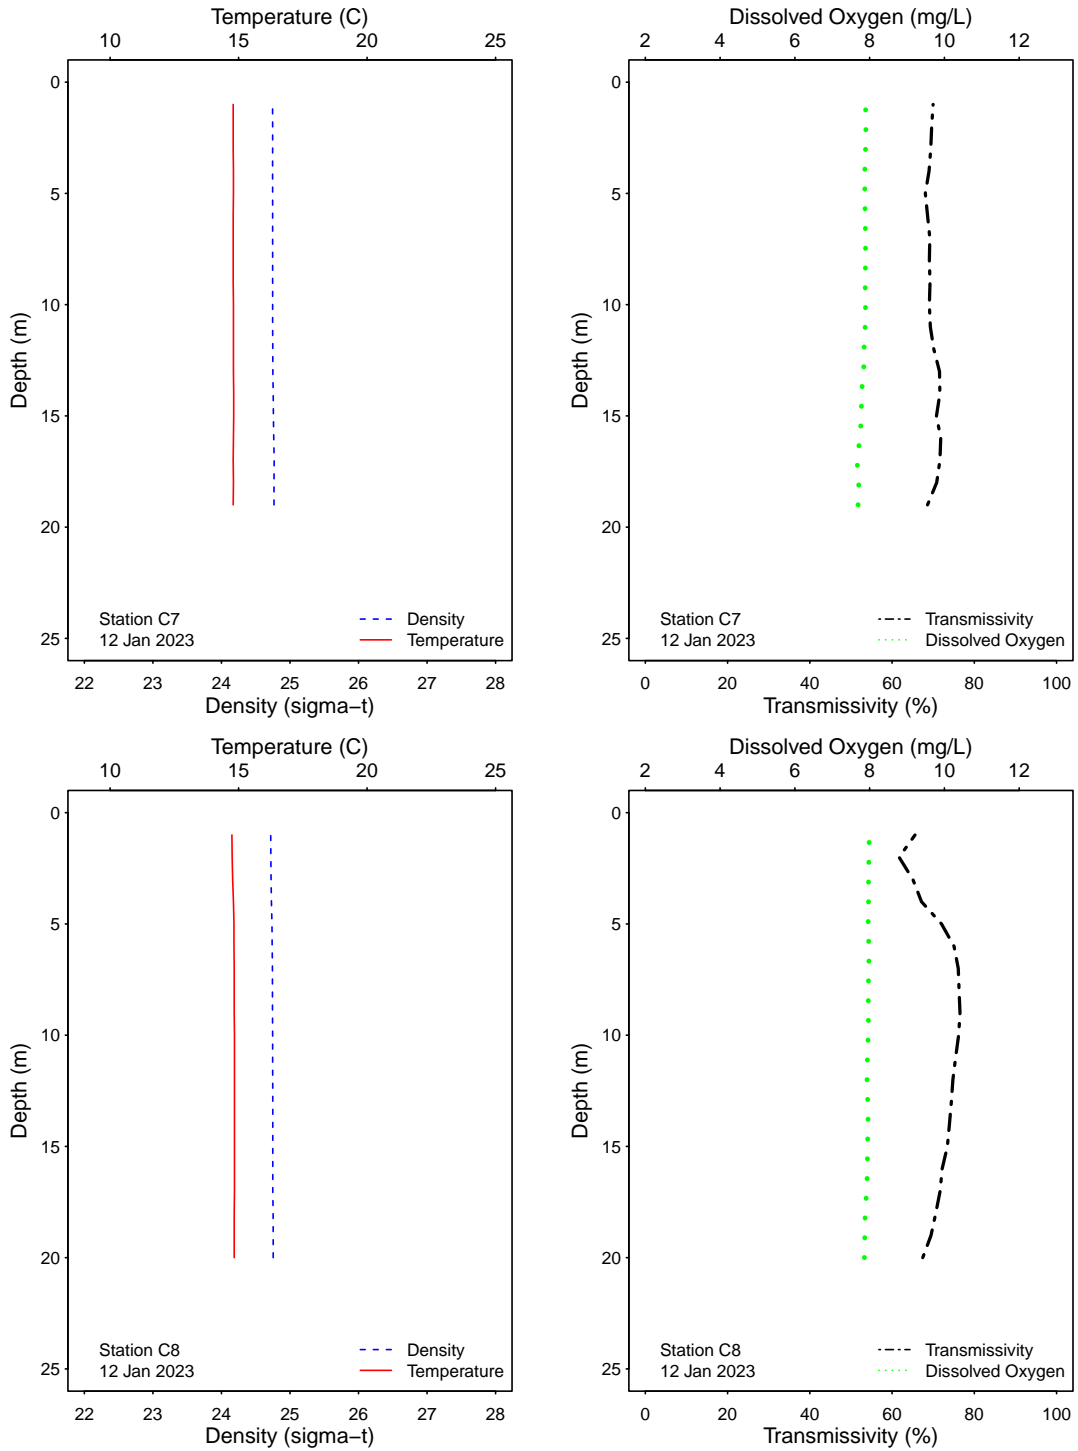 Temperature (C)
10 15 20 25
0
5
10
15
20
25
Depth (m)
Station C7
12 Jan 2023
Density
Temperature
22 23 24 25 26 27 28
Density (sigma−t)
Dissolved Oxygen (mg/L)
2 4 6 8 10 12
0
5
10
15
20
25
Depth (m)
Station C7
12 Jan 2023
Transmissivity
Dissolved Oxygen
0 20 40 60 80 100
Transmissivity (%)
Temperature (C)
10 15 20 25
0
5
10
15
20
25
Depth (m)
Station C8
12 Jan 2023
Density
Temperature
22 23 24 25 26 27 28
Density (sigma−t)
Dissolved Oxygen (mg/L)
2 4 6 8 10 12
0
5
10
15
20
25
Depth (m)
Station C8
12 Jan 2023
Transmissivity
Dissolved Oxygen
0 20 40 60 80 100
Transmissivity (%)